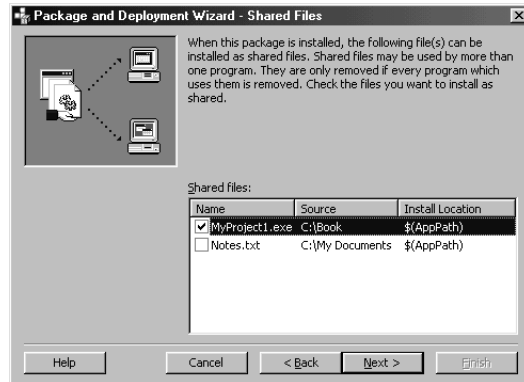 Package and Deployment Wizard - Shared Files
When this package is installed, the following file(s) can be
installed as shared files. Shared files may be used by more than
one program. They are only removed if every program which
uses them is removed. Check the files you want to install as
shared.
Shared files:
Name Source Install Location
MyProject1.exe C:\Book $(AppPath)
Notes.txt C:\My Documents $(AppPath)
Help Cancel < Back Next > Finish